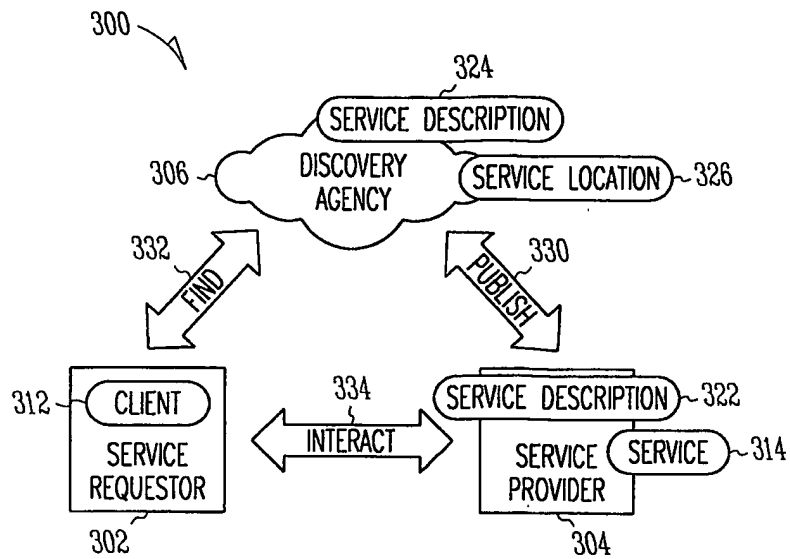 300
324
SERVICE DESCRIPTION
306
DISCOVERY
AGENCY
SERVICE LOCATION
326
332
FIND
330
PUBLISH
312
CLIENT
SERVICE
REQUESTOR
302
334
INTERACT
SERVICE DESCRIPTION
322
SERVICE
PROVIDER
SERVICE
314
304